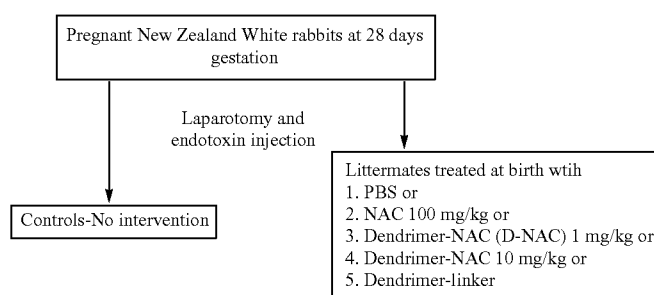 Pregnant New Zealand White rabbits at 28 days
gestation
Laparotomy and
endotoxin injection
Controls-No intervention
Littermates treated at birth wtih
1. PBS or
2. NAC 100 mg/kg or
3. Dendrimer-NAC (D-NAC) 1 mg/kg or
4. Dendrimer-NAC 10 mg/kg or
5. Dendrimer-linker